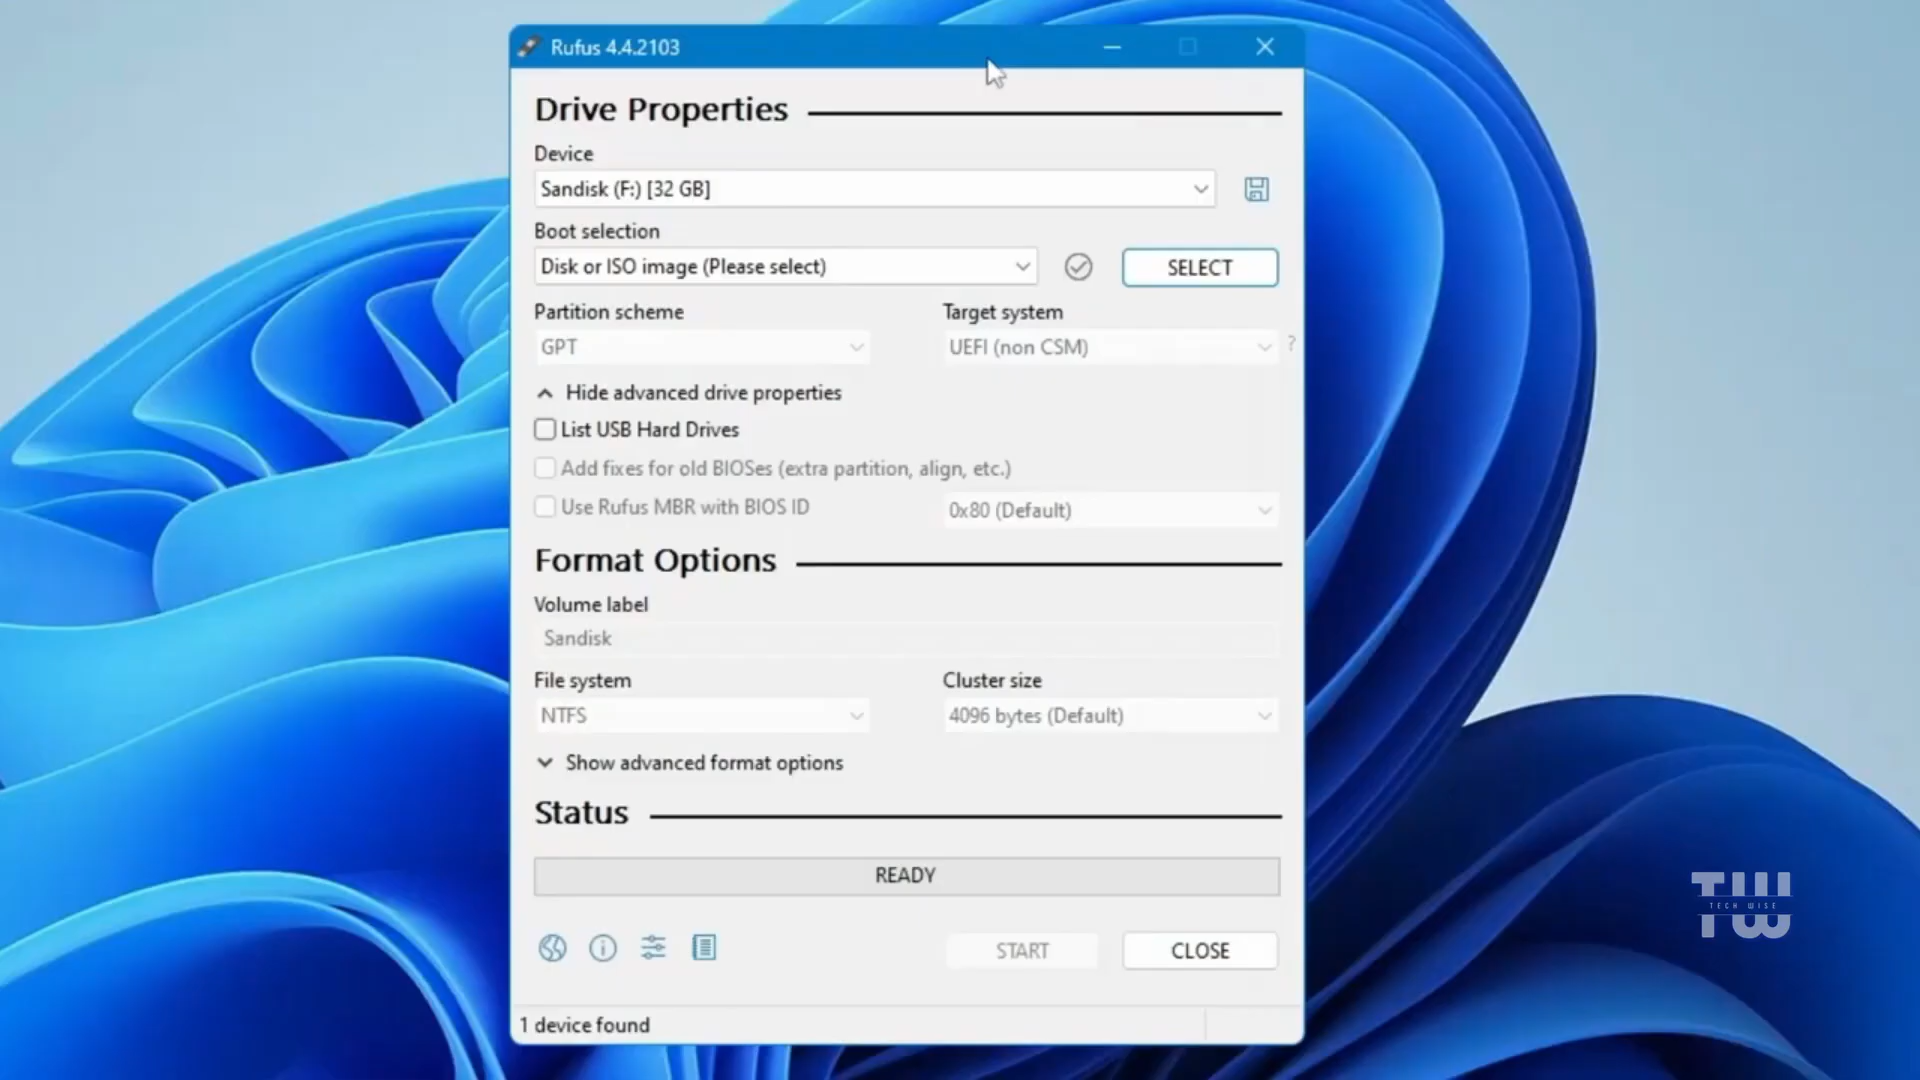 Rufus 4.4.2103
Drive Properties
Device
Sandisk (F:) [32 GB]
Boot selection
Disk or ISO image (Please select)
SELECT
Partition scheme
Target system
GPT
UEFI (non CSM)
?
Hide advanced drive properties
List USB Hard Drives
Add fixes for old BIOSes (extra partition, align, etc.)
Use Rufus MBR with BIOS ID
0x80 (Default)
Format Options
Volume label
Sandisk
File system
Cluster size
NTFS
4096 bytes (Default)
Show advanced format options
Status
READY
START
CLOSE
1 device found
TW
TECH WISE